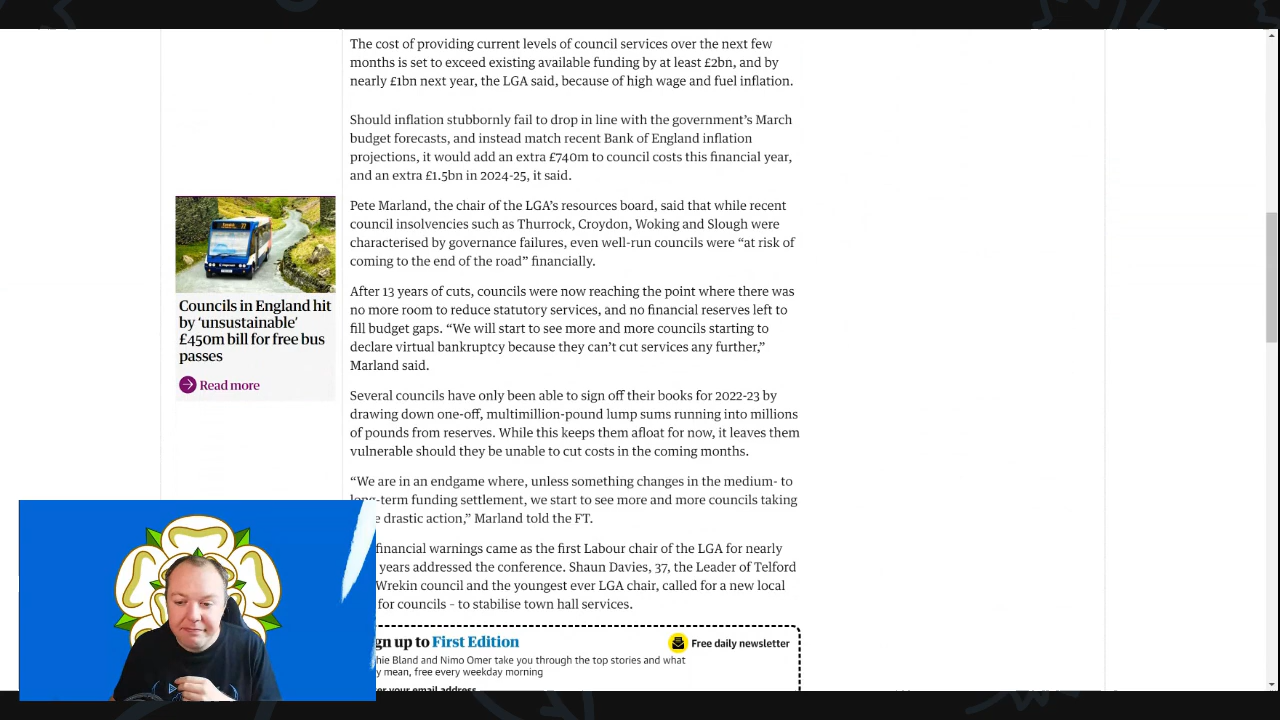 The cost of providing current levels of council services over the next few
months is set to exceed existing available funding by at least £2bn, and by
nearly £1bn next year, the LGA said, because of high wage and fuel inflation.
Should inflation stubbornly fail to drop in line with the government’s March
budget forecasts, and instead match recent Bank of England inflation
projections, it would add an extra £740m to council costs this financial year,
and an extra £1.5bn in 2024-25, it said.
Pete Marland, the chair of the LGA’s resources board, said that while recent
council insolvencies such as Thurrock, Croydon, Woking and Slough were
characterised by governance failures, even well-run councils were “at risk of
coming to the end of the road” financially.
Councils in England hit
by ‘unsustainable’
£450m bill for free bus
passes
Read more
After 13 years of cuts, councils were now reaching the point where there was
no more room to reduce statutory services, and no financial reserves left to
fill budget gaps. “We will start to see more and more councils starting to
declare virtual bankruptcy because they can’t cut services any further,”
Marland said.
Several councils have only been able to sign off their books for 2022-23 by
drawing down one-off, multimillion-pound lump sums running into millions
of pounds from reserves. While this keeps them afloat for now, it leaves them
vulnerable should they be unable to cut costs in the coming months.
“We are in an endgame where, unless something changes in the medium- to
long-term funding settlement, we start to see more and more councils taking
drastic action,” Marland told the FT.
financial warnings came as the first Labour chair of the LGA for nearly
years addressed the conference. Shaun Davies, 37, the Leader of Telford
Wrekin council and the youngest ever LGA chair, called for a new local
for councils – to stabilise town hall services.
gn up to First Edition
Free daily newsletter
hie Bland and Nimo Omer take you through the top stories and what
y mean, free every weekday morning
er your email address